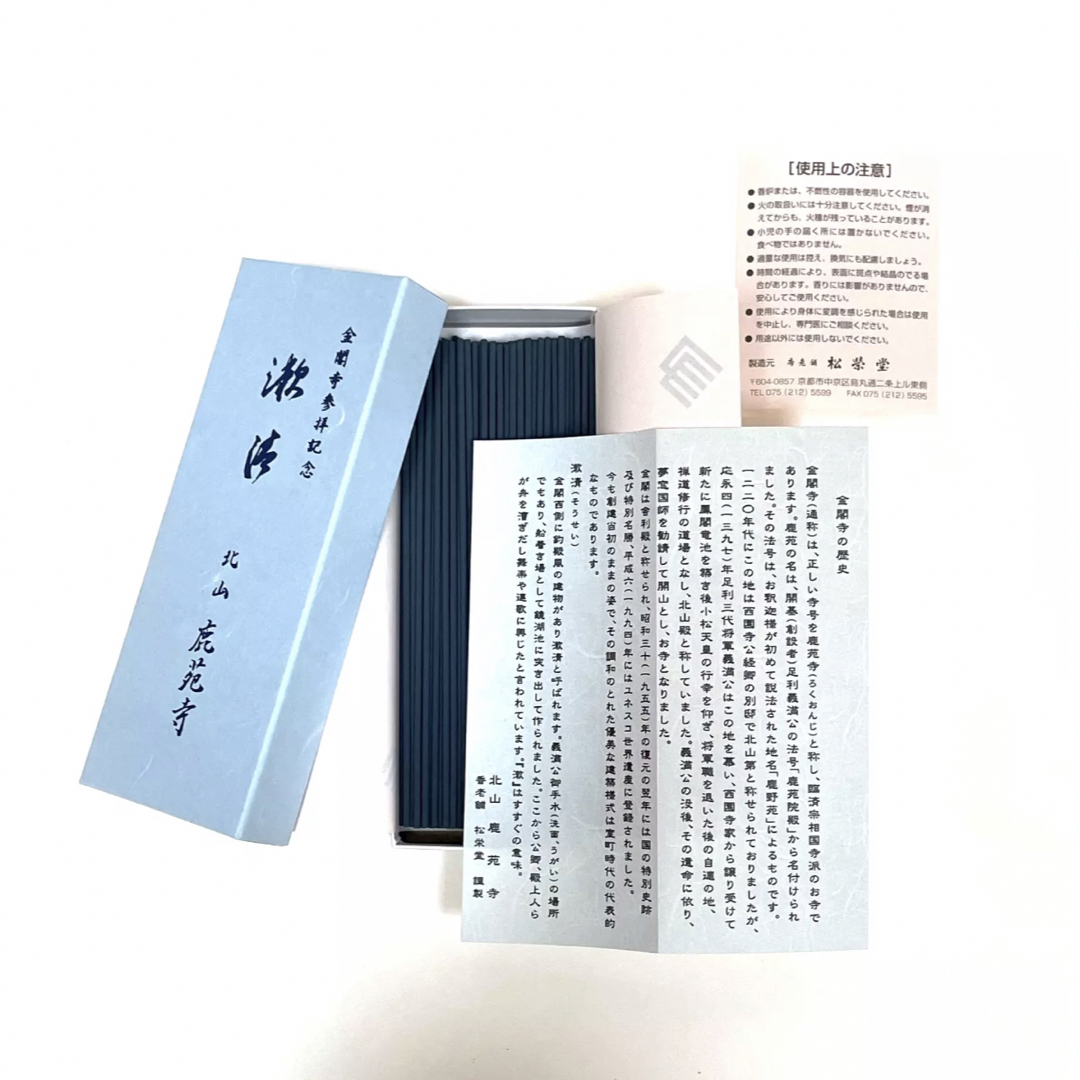 金閣寺参拝記念
漱清
北山
鹿苑寺
[使用上の注意]
●香炉または、不燃性の容器を使用してください。
●火の取扱いには十分注意してください。煙が消
えてからも、火種が残っていることがあります。
●小児の手の届く所には置かないでください。
食べ物ではありません。
●過量な使用は控え、換気にも配慮しましょう。
●時間の経過により、表面に斑点や結晶のでる場
合があります。香りには影響がありませんので、
安心してご使用ください。
●使用により身体に変調を感じられた場合は使用
を中止し、専門医にご相談ください。
●用途以外には使用しないでください。
製造元 香老舗 松榮堂
〒604-0857 京都市中京区烏丸通二条上ル東側
TEL 075 (212) 5599 FAX 075 (212) 5595
金閣寺の歴史
金閣寺(通称)は、正しい寺号を鹿苑寺(ろくおんじ)と称し、臨済宗相国寺派のお寺で
あります。鹿苑の名は、開基(創設者)足利義満公の法号「鹿苑院殿」から名付けられ
ました。その法号は、お釈迦様が初めて説法された地名「鹿野苑」によるものです。
一二二〇年代にこの地は西園寺公経卿の別邸で北山第と称せられておりましたが、
応永四(一三九七)年足利三代将軍義満公はこの地を慕い、西園寺家から譲り受けて
新たに鳳閣竜池を築き後小松天皇の行幸を仰ぎ、将軍職を退いた後の自適の地、
禅道修行の道場となし、北山殿と称していました。義満公の没後、その遺命に依り、
夢窓国師を勧請して開山とし、お寺となりました。
金閣は舎利殿と称せられ、昭和三十(一九五五)年の復元の翌年には国の特別史跡
及び特別名勝、平成六(一九九四)年にはユネスコ世界遺産に登録されました。
今も創建当初のままの姿で、その調和のとれた優美な建築様式は室町時代の代表的
なものであります。
漱清(そうせい)
金閣西側に釣殿風の建物があり漱清と呼ばれます。義満公御手水(洗面、うがい)の場所
でもあり、船着き場として鏡湖池に突き出して作られました。ここから公卿、殿上人ら
が舟を漕ぎだし舞楽や連歌に興じたと言われています。『漱』はすすぐの意味。
北山 鹿苑寺
香老舗 松栄堂 謹製